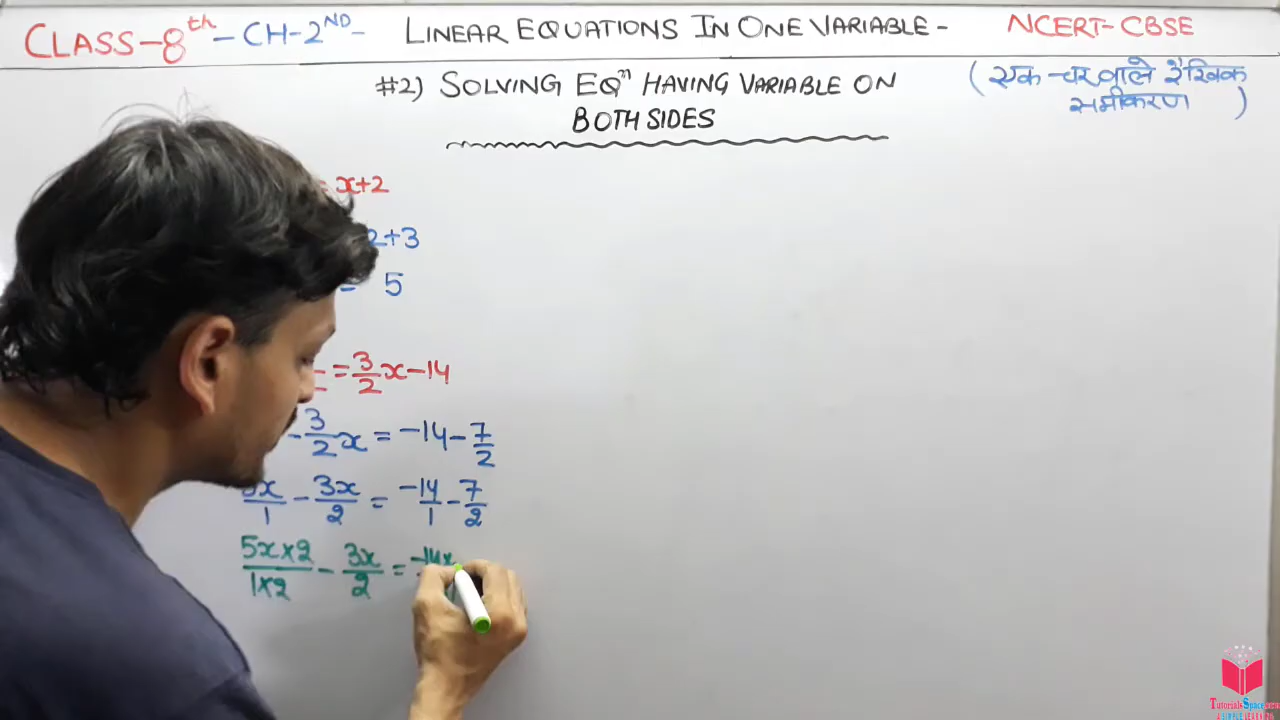 CLASS-8th-CH-2ND- LINEAR EQUATIONS IN ONE VARIABLE- NCERT-CBSE
#2) SOLVING EQn HAVING VARIABLE ON BOTH SIDES
(एक-चर वाले रैखिक समीकरण)
= x+2
2+3
= 5
= 3/2 x - 14
- 3/2 x = -14 - 7/2
5x/1 - 3x/2 = -14/1 - 7/2
5x×2/1×2 - 3x/2 = -14×
TutorialsSpace